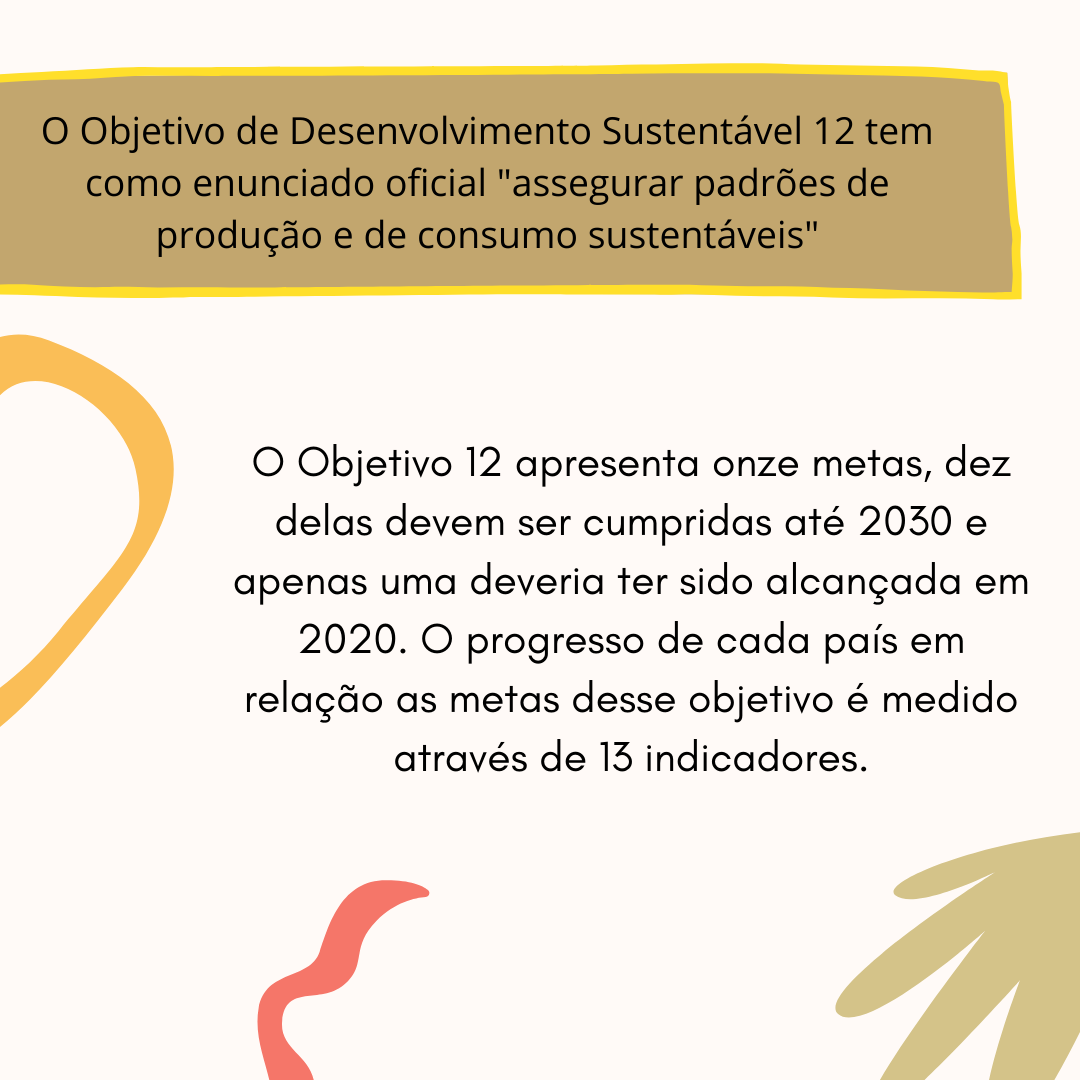 O Objetivo de Desenvolvimento Sustentável 12 tem
como enunciado oficial "assegurar padrões de
produção e de consumo sustentáveis"
O Objetivo 12 apresenta onze metas, dez
delas devem ser cumpridas até 2030 e
apenas uma deveria ter sido alcançada em
2020. O progresso de cada país em
relação as metas desse objetivo é medido
através de 13 indicadores.